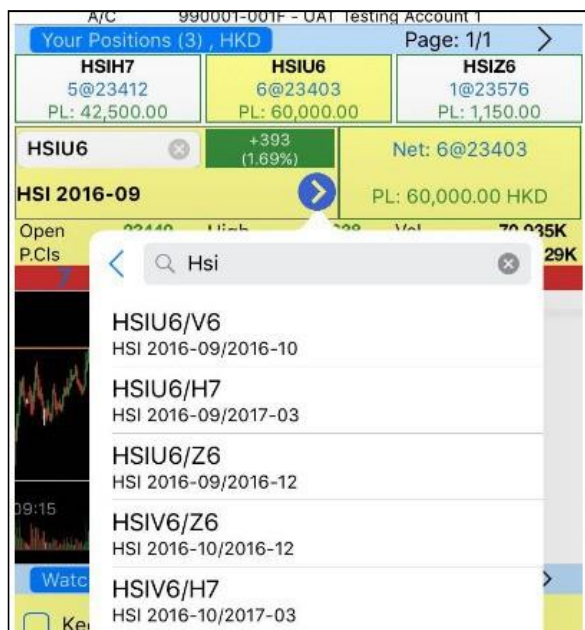 A/C 990001-001F - UAT Testing Account 1
Your Positions (3) , HKD Page: 1/1
HSIH7 HSIU6 HSIZ6
5@23412 6@23403 1@23576
PL: 42,500.00 PL: 60,000.00 PL: 1,150.00
HSIU6 +393 Net: 6@23403
(1.69%)
HSI 2016-09 PL: 60,000.00 HKD
Open 23440 High Vol 70,935K
P.Cls 29K
7
Hsi
HSIU6/V6
HSI 2016-09/2016-10
HSIU6/H7
HSI 2016-09/2017-03
HSIU6/Z6
HSI 2016-09/2016-12
HSIV6/Z6
09:15
HSI 2016-10/2016-12
Watc
HSIV6/H7
HSI 2016-10/2017-03